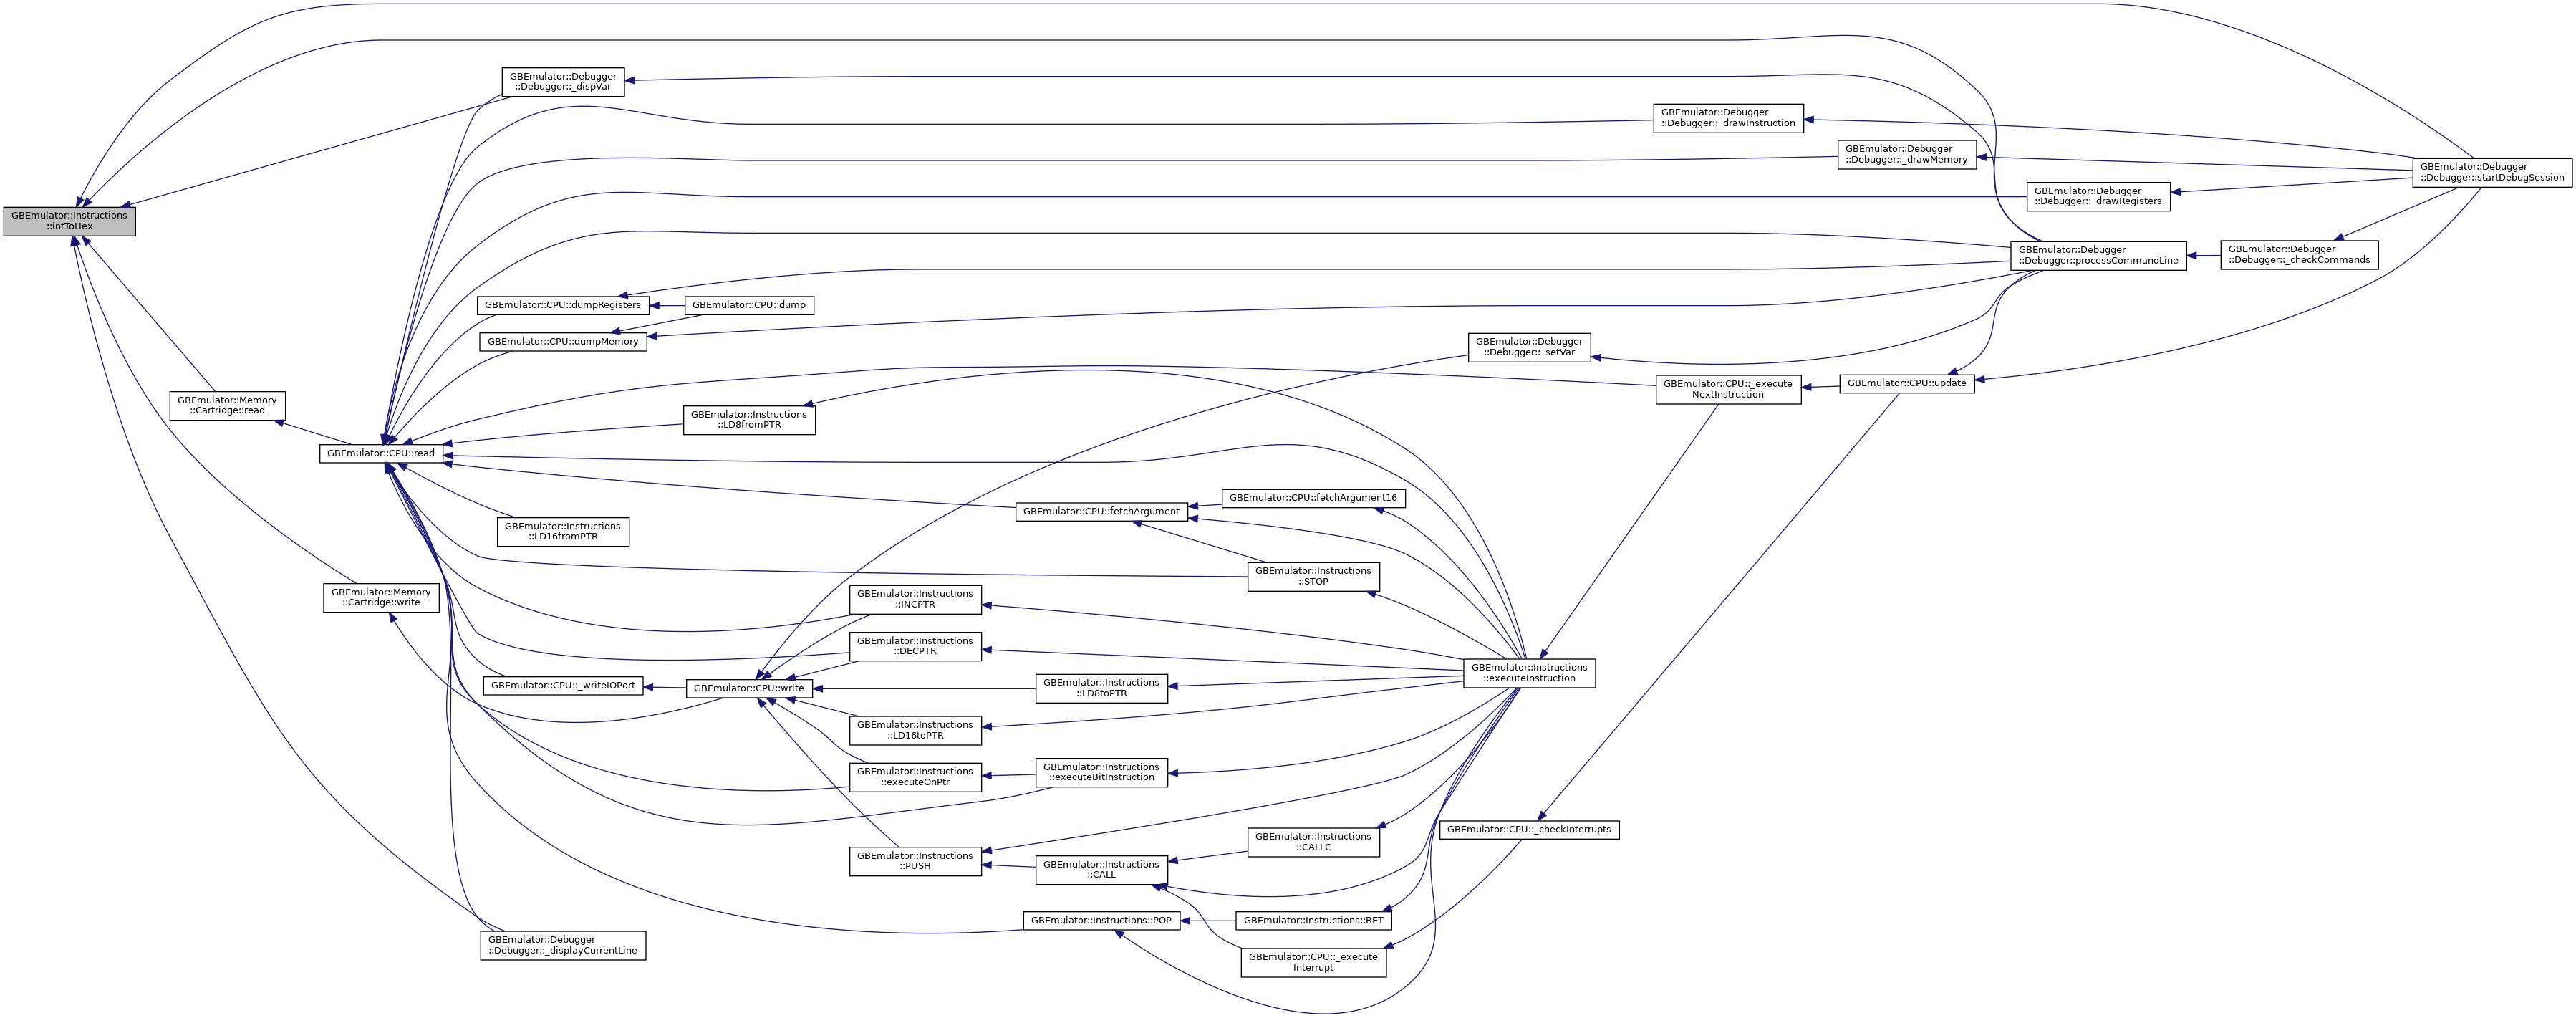 GBEmulator::Instructions
::intToHex
GBEmulator::Debugger
::Debugger::_dispVar
GBEmulator::Debugger
::Debugger::_drawInstruction
GBEmulator::Debugger
::Debugger::_drawMemory
GBEmulator::Debugger
::Debugger::startDebugSession
GBEmulator::Debugger
::Debugger::_drawRegisters
GBEmulator::Debugger
::Debugger::processCommandLine
GBEmulator::Debugger
::Debugger::_checkCommands
GBEmulator::CPU::dumpRegisters
GBEmulator::CPU::dump
GBEmulator::CPU::dumpMemory
GBEmulator::Debugger
::Debugger::_setVar
GBEmulator::CPU::_execute
NextInstruction
GBEmulator::CPU::update
GBEmulator::Memory
::Cartridge::read
GBEmulator::Instructions
::LD8fromPTR
GBEmulator::CPU::read
GBEmulator::CPU::fetchArgument
GBEmulator::CPU::fetchArgument16
GBEmulator::Instructions
::LD16fromPTR
GBEmulator::Instructions
::STOP
GBEmulator::Memory
::Cartridge::write
GBEmulator::Instructions
::INCPTR
GBEmulator::Instructions
::DECPTR
GBEmulator::Instructions
::executeInstruction
GBEmulator::CPU::_writeIOPort
GBEmulator::CPU::write
GBEmulator::Instructions
::LD8toPTR
GBEmulator::Instructions
::LD16toPTR
GBEmulator::Instructions
::executeOnPtr
GBEmulator::Instructions
::executeBitInstruction
GBEmulator::CPU::_checkInterrupts
GBEmulator::Instructions
::CALLC
GBEmulator::Instructions
::PUSH
GBEmulator::Instructions
::CALL
GBEmulator::Instructions::POP
GBEmulator::Instructions::RET
GBEmulator::Debugger
::Debugger::_displayCurrentLine
GBEmulator::CPU::_execute
Interrupt